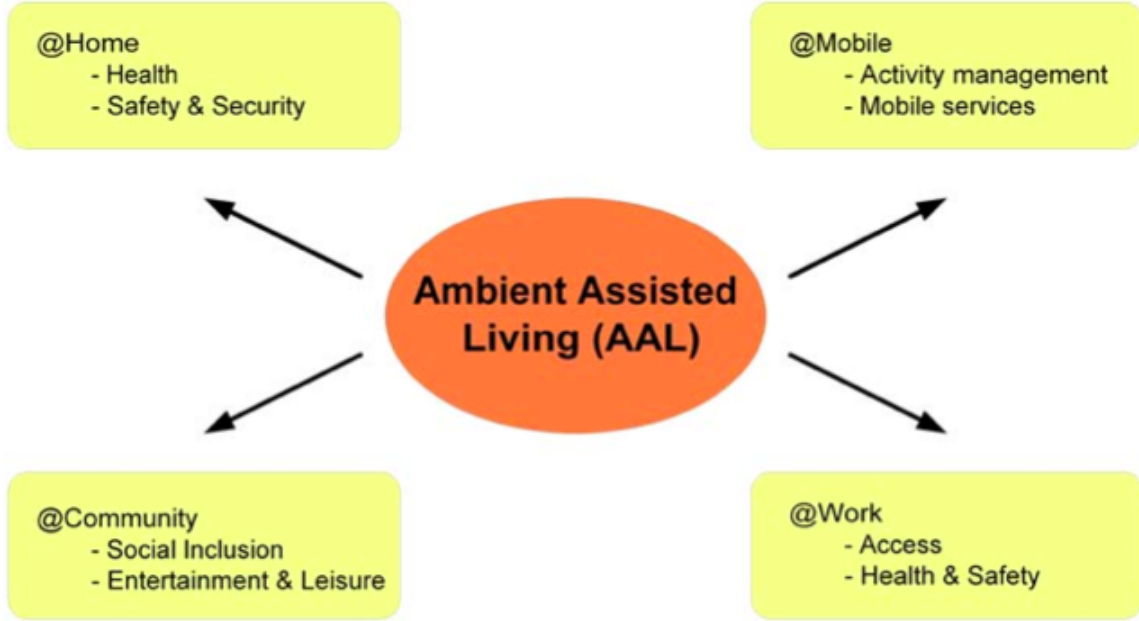 @Home
- Health
- Safety & Security
@Mobile
- Activity management
- Mobile services
Ambient Assisted
Living (AAL)
@Community
- Social Inclusion
- Entertainment & Leisure
@Work
- Access
- Health & Safety